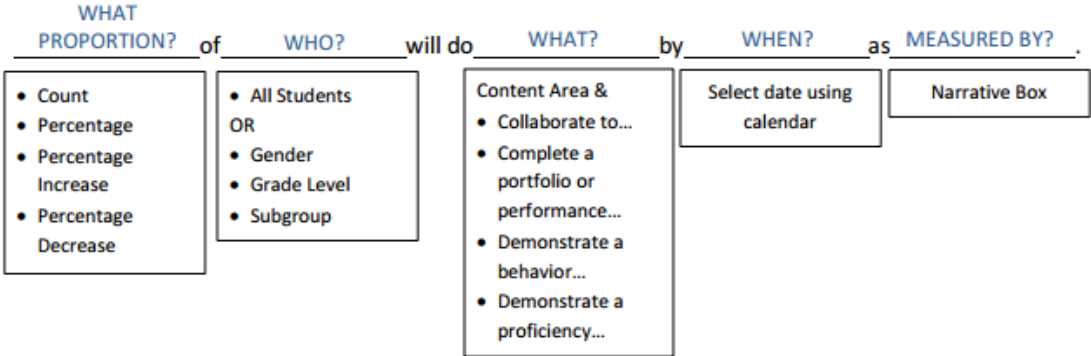 WHAT
PROPORTION? of WHO? will do WHAT? by WHEN? as MEASURED BY? .
• Count
• Percentage
• Percentage
Increase
• Percentage
Decrease
• All Students
OR
• Gender
• Grade Level
• Subgroup
Content Area &
• Collaborate to...
• Complete a
portfolio or
performance...
• Demonstrate a
behavior...
• Demonstrate a
proficiency...
Select date using
calendar
Narrative Box